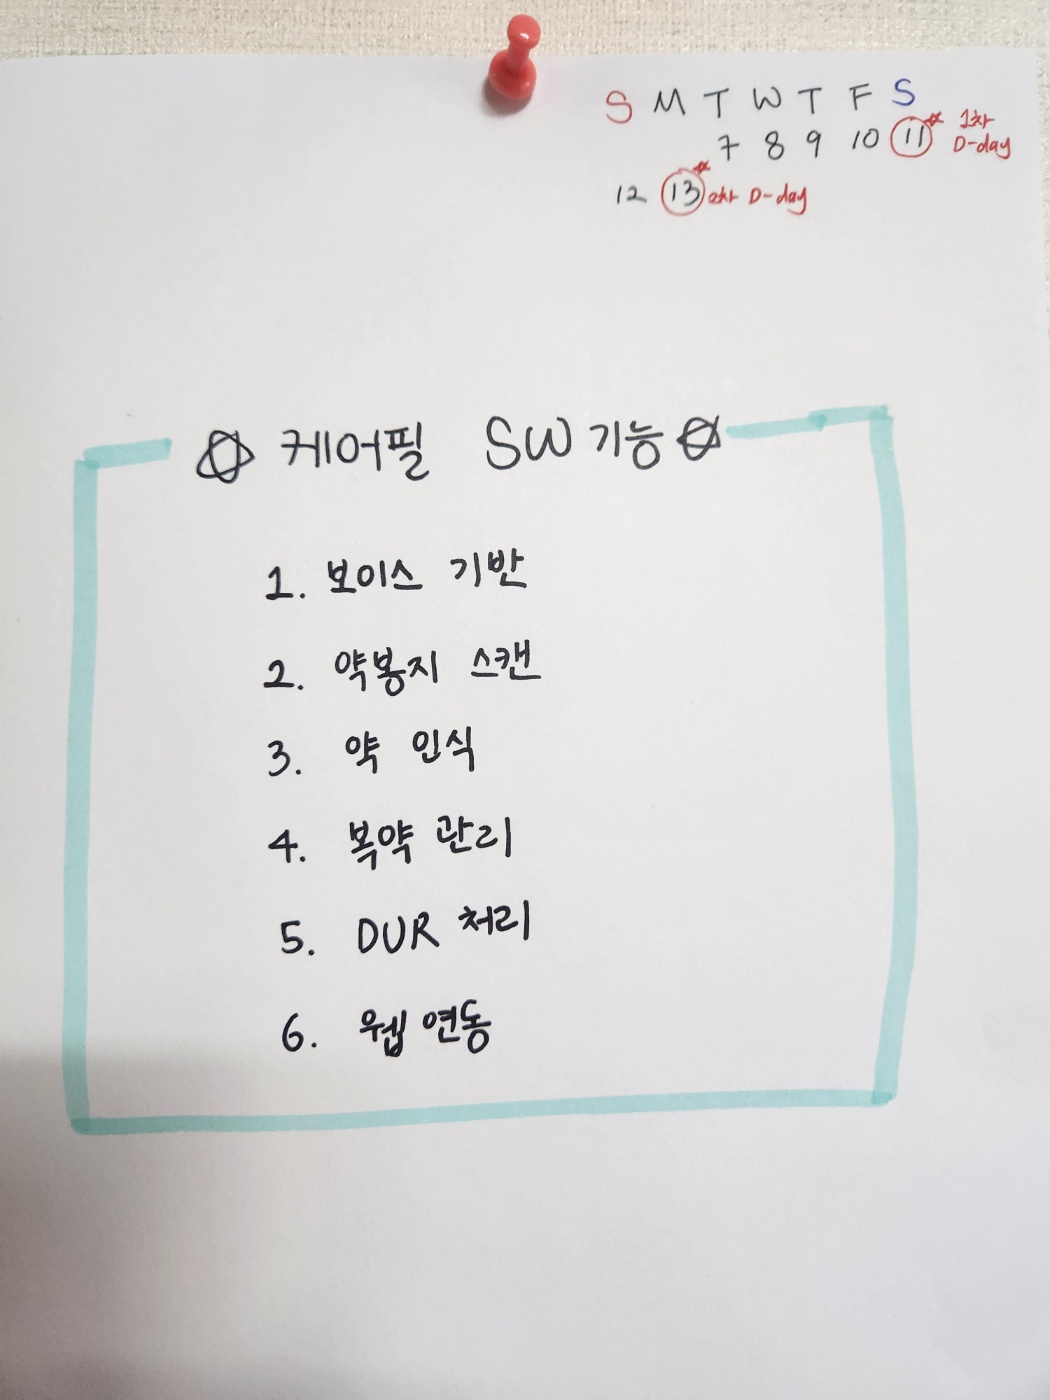 S M T W T F S
7 8 9 10 11 1차
D-day
12 13 2차 D-day
케어필 SW 기능
1. 보이스 기반
2. 약봉지 스캔
3. 약 인식
4. 복약 관리
5. DUR 처리
6. 웹 연동